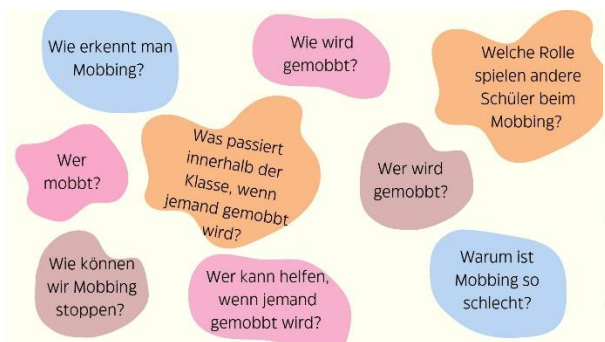 Wie erkennt man
Mobbing?
Wie wird
gemobbt?
Welche Rolle
spielen andere
Schüler beim
Mobbing?
Wer
mobbt?
Was passiert
innerhalb der
Klasse, wenn
jemand gemobbt
wird?
Wer wird
gemobbt?
Wie können
wir Mobbing
stoppen?
Wer kann helfen,
wenn jemand
gemobbt wird?
Warum ist
Mobbing so
schlecht?